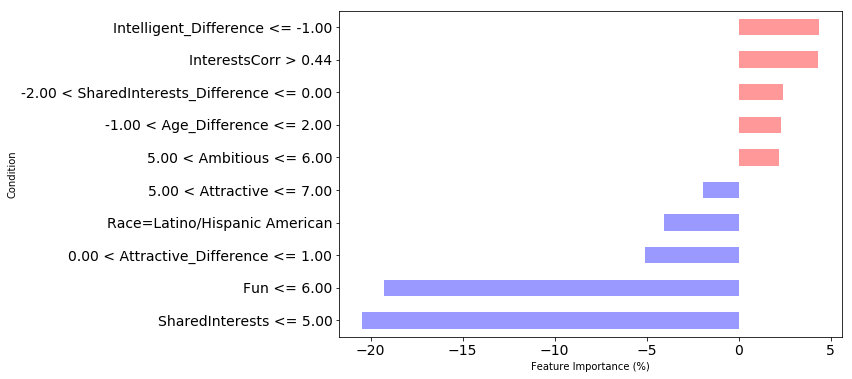 Intelligent_Difference <= -1.00
InterestsCorr > 0.44
-2.00 < SharedInterests_Difference <= 0.00
-1.00 < Age_Difference <= 2.00
5.00 < Ambitious <= 6.00
5.00 < Attractive <= 7.00
Race=Latino/Hispanic American
0.00 < Attractive_Difference <= 1.00
Fun <= 6.00
SharedInterests <= 5.00
Condition
−20 −15 −10 −5 0 5
Feature Importance (%)